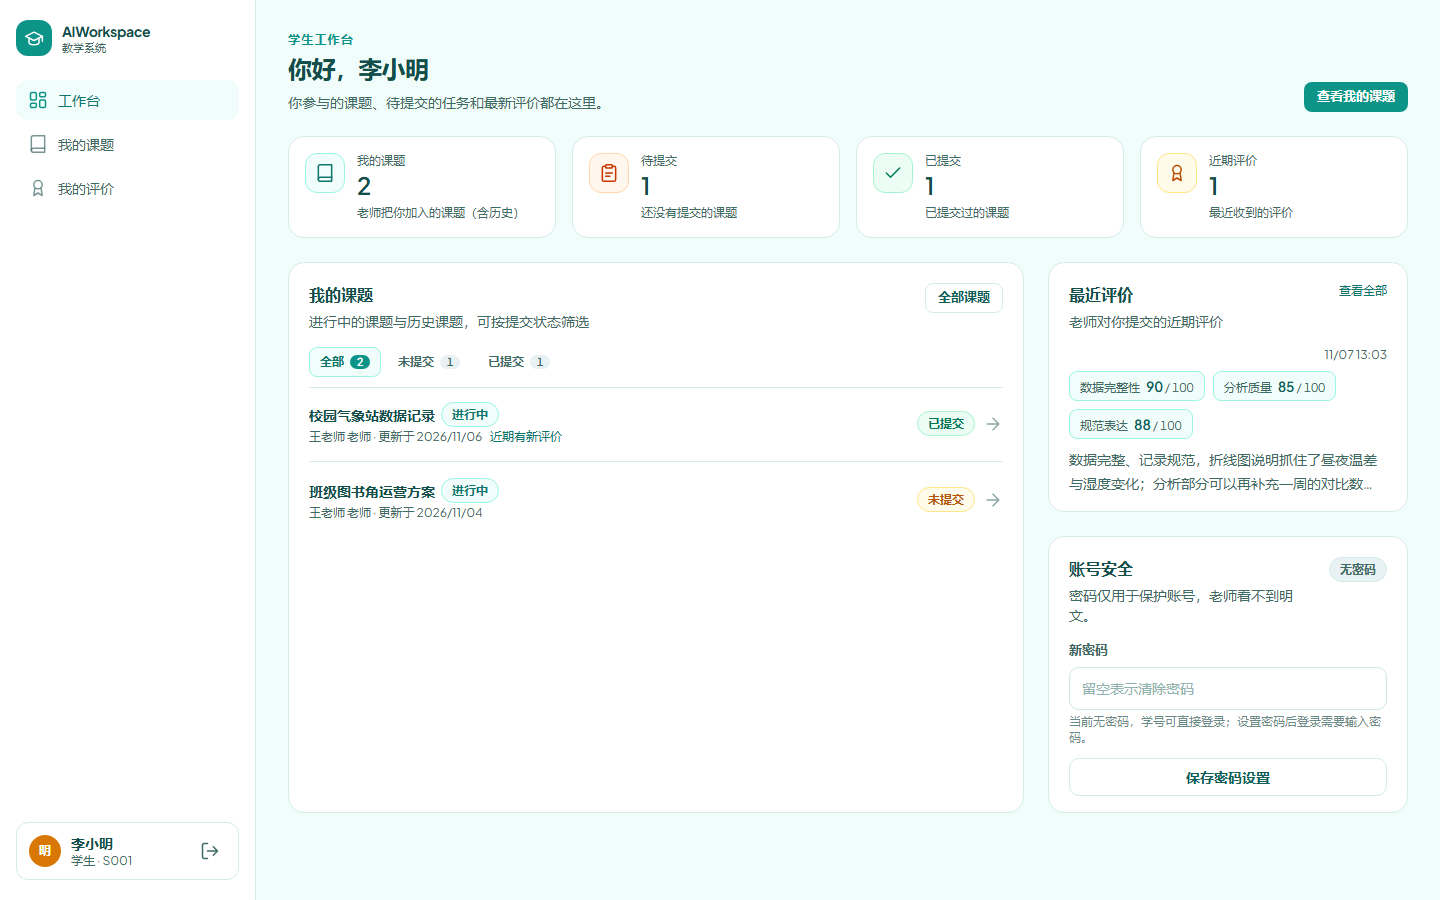 AIWorkspace
教学系统
工作台
我的课题
我的评价
明
李小明
学生 · S001
学生工作台
你好，李小明
你参与的课题、待提交的任务和最新评价都在这里。
查看我的课题
我的课题
2
老师把你加入的课题（含历史）
待提交
1
还没有提交的课题
已提交
1
已提交过的课题
近期评价
1
最近收到的评价
我的课题
进行中的课题与历史课题，可按提交状态筛选
全部课题
全部 2 未提交 1 已提交 1
校园气象站数据记录 进行中
王老师老师 · 更新于 2026/11/06 近期有新评价
已提交
班级图书角运营方案 进行中
王老师老师 · 更新于 2026/11/04
未提交
最近评价
查看全部
老师对你提交的近期评价
11/07 13:03
数据完整性 90 / 100 分析质量 85 / 100
规范表达 88 / 100
数据完整、记录规范，折线图说明抓住了昼夜温差
与湿度变化；分析部分可以再补充一周的对比数...
账号安全
无密码
密码仅用于保护账号，老师看不到明
文。
新密码
留空表示清除密码
当前无密码，学号可直接登录；设置密码后登录需要输入密
码。
保存密码设置